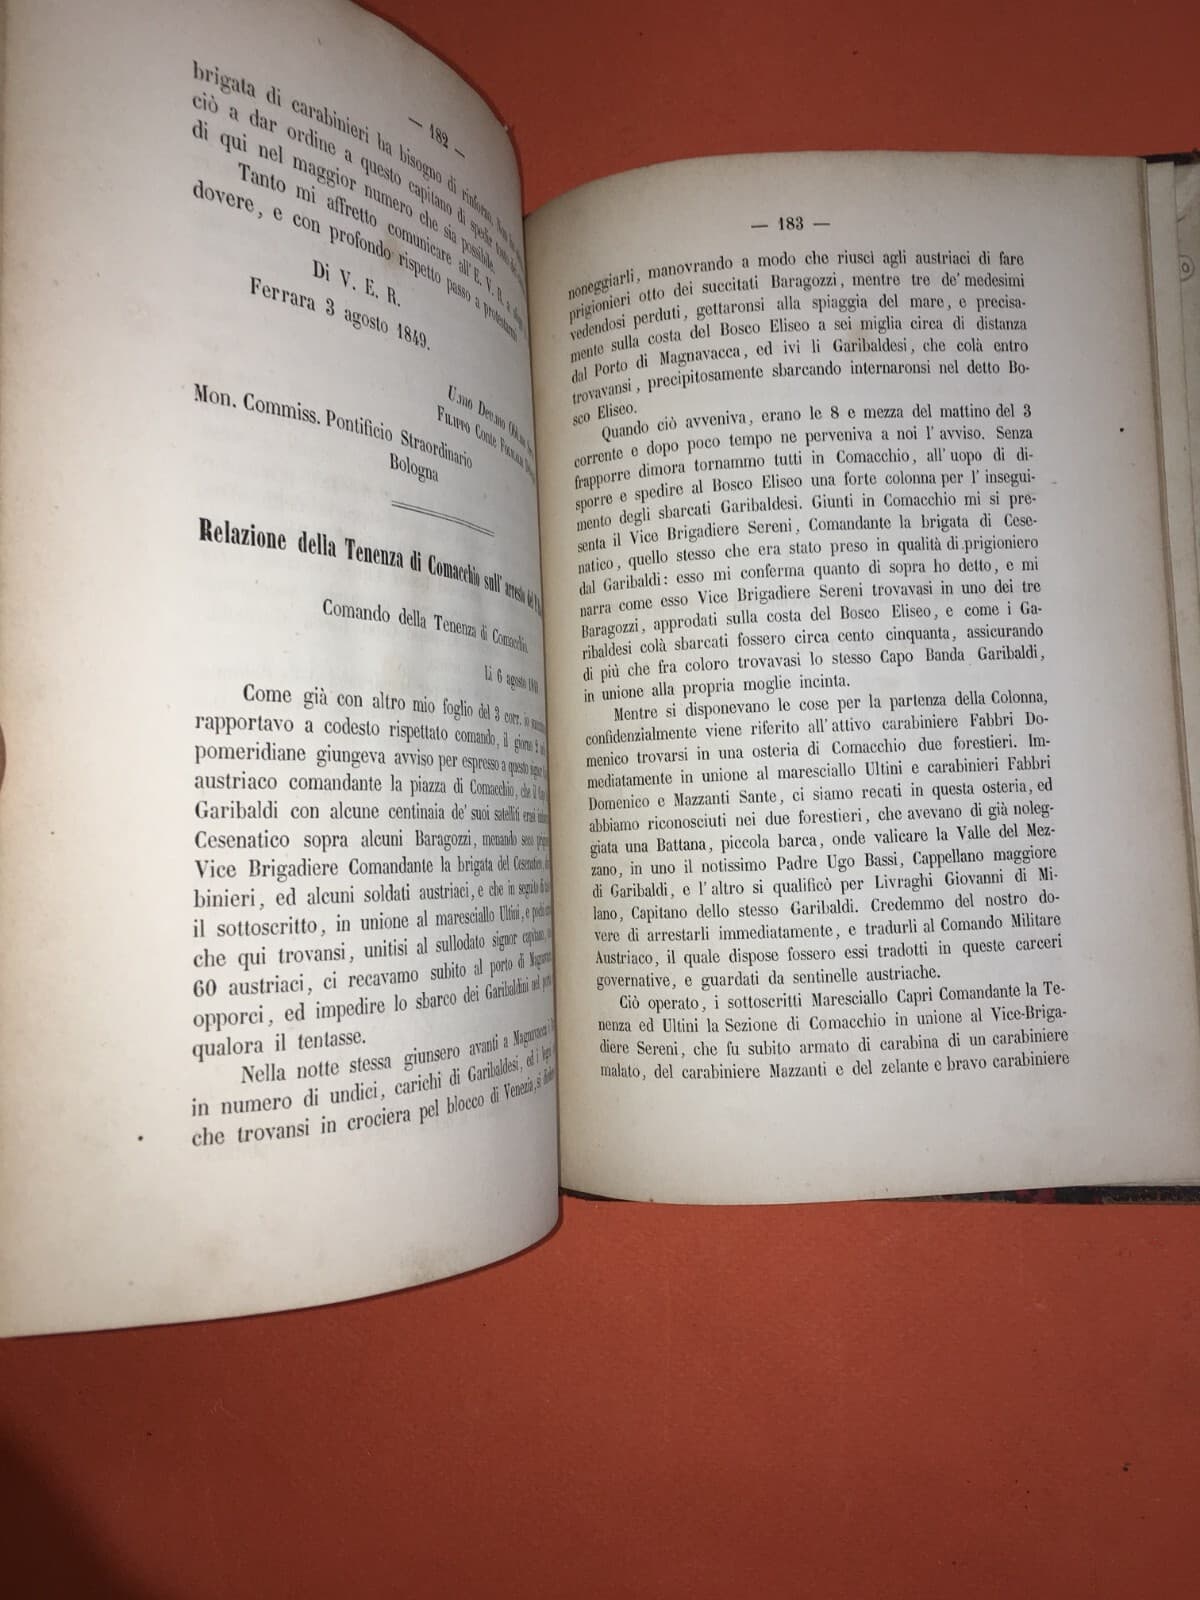 — 182 —
brigata di carabinieri ha bisogno di rinforzo,
ciò a dar ordine a questo capitano di spedir tosto
di qui nel maggior numero che sia possibile.
Tanto mi affretto comunicare all' E. V. R. a
dovere, e con profondo rispetto passo a protestarmi
Di V. E. R.
Ferrara 3 agosto 1849.
U.mo Dev.mo
FILIPPO Conte
Mon. Commiss. Pontificio Straordinario
Bologna
Relazione della Tenenza di Comacchio sull' arresto del
Comando della Tenenza di Comacchio.
Li 6 agosto
Come già con altro mio foglio del 3 corr.
rapportavo a codesto rispettato comando, il giorno
pomeridiane giungeva avviso per espresso a questo
austriaco comandante la piazza di Comacchio, che il
Garibaldi con alcune centinaia de' suoi satelliti
Cesenatico sopra alcuni Baragozzi, menando seco
Vice Brigadiere Comandante la brigata del Cesenatico,
binieri, ed alcuni soldati austriaci, e che in seguito di
il sottoscritto, in unione al maresciallo Ultini, e pochi
che qui trovansi, unitisi al sullodato signor capitano,
60 austriaci, ci recavamo subito al porto di Magnavacca
opporci, ed impedire lo sbarco dei Garibaldini nel
qualora il tentasse.
Nella notte stessa giunsero avanti a Magnavacca i
in numero di undici, carichi di Garibaldesi, ed i legni
che trovansi in crociera pel blocco di Venezia, si
— 183 —
noneggiarli, manovrando a modo che riuscì agli austriaci di fare
prigionieri otto dei succitati Baragozzi, mentre tre de' medesimi
vedendosi perduti, gettaronsi alla spiaggia del mare, e precisa-
mente sulla costa del Bosco Eliseo a sei miglia circa di distanza
dal Porto di Magnavacca, ed ivi li Garibaldesi, che colà entro
trovavansi, precipitosamente sbarcando internaronsi nel detto Bo-
sco Eliseo.
Quando ciò avveniva, erano le 8 e mezza del mattino del 3
corrente e dopo poco tempo ne perveniva a noi l' avviso. Senza
frapporre dimora tornammo tutti in Comacchio, all' uopo di di-
sporre e spedire al Bosco Eliseo una forte colonna per l' insegui-
mento degli sbarcati Garibaldesi. Giunti in Comacchio mi si pre-
senta il Vice Brigadiere Sereni, Comandante la brigata di Cese-
natico, quello stesso che era stato preso in qualità di prigioniero
dal Garibaldi: esso mi conferma quanto di sopra ho detto, e mi
narra come esso Vice Brigadiere Sereni trovavasi in uno dei tre
Baragozzi, approdati sulla costa del Bosco Eliseo, e come i Ga-
ribaldesi colà sbarcati fossero circa cento cinquanta, assicurando
di più che fra coloro trovavasi lo stesso Capo Banda Garibaldi,
in unione alla propria moglie incinta.
Mentre si disponevano le cose per la partenza della Colonna,
confidenzialmente viene riferito all' attivo carabiniere Fabbri Do-
menico trovarsi in una osteria di Comacchio due forestieri. Im-
mediatamente in unione al maresciallo Ultini e carabinieri Fabbri
Domenico e Mazzanti Sante, ci siamo recati in questa osteria, ed
abbiamo riconosciuti nei due forestieri, che avevano di già noleg-
giata una Battana, piccola barca, onde valicare la Valle del Mez-
zano, in uno il notissimo Padre Ugo Bassi, Cappellano maggiore
di Garibaldi, e l' altro si qualificò per Livraghi Giovanni di Mi-
lano, Capitano dello stesso Garibaldi. Credemmo del nostro do-
vere di arrestarli immediatamente, e tradurli al Comando Militare
Austriaco, il quale dispose fossero essi tradotti in queste carceri
governative, e guardati da sentinelle austriache.
Ciò operato, i sottoscritti Maresciallo Capri Comandante la Te-
nenza ed Ultini la Sezione di Comacchio in unione al Vice-Briga-
diere Sereni, che fu subito armato di carabina di un carabiniere
malato, del carabiniere Mazzanti e del zelante e bravo carabiniere